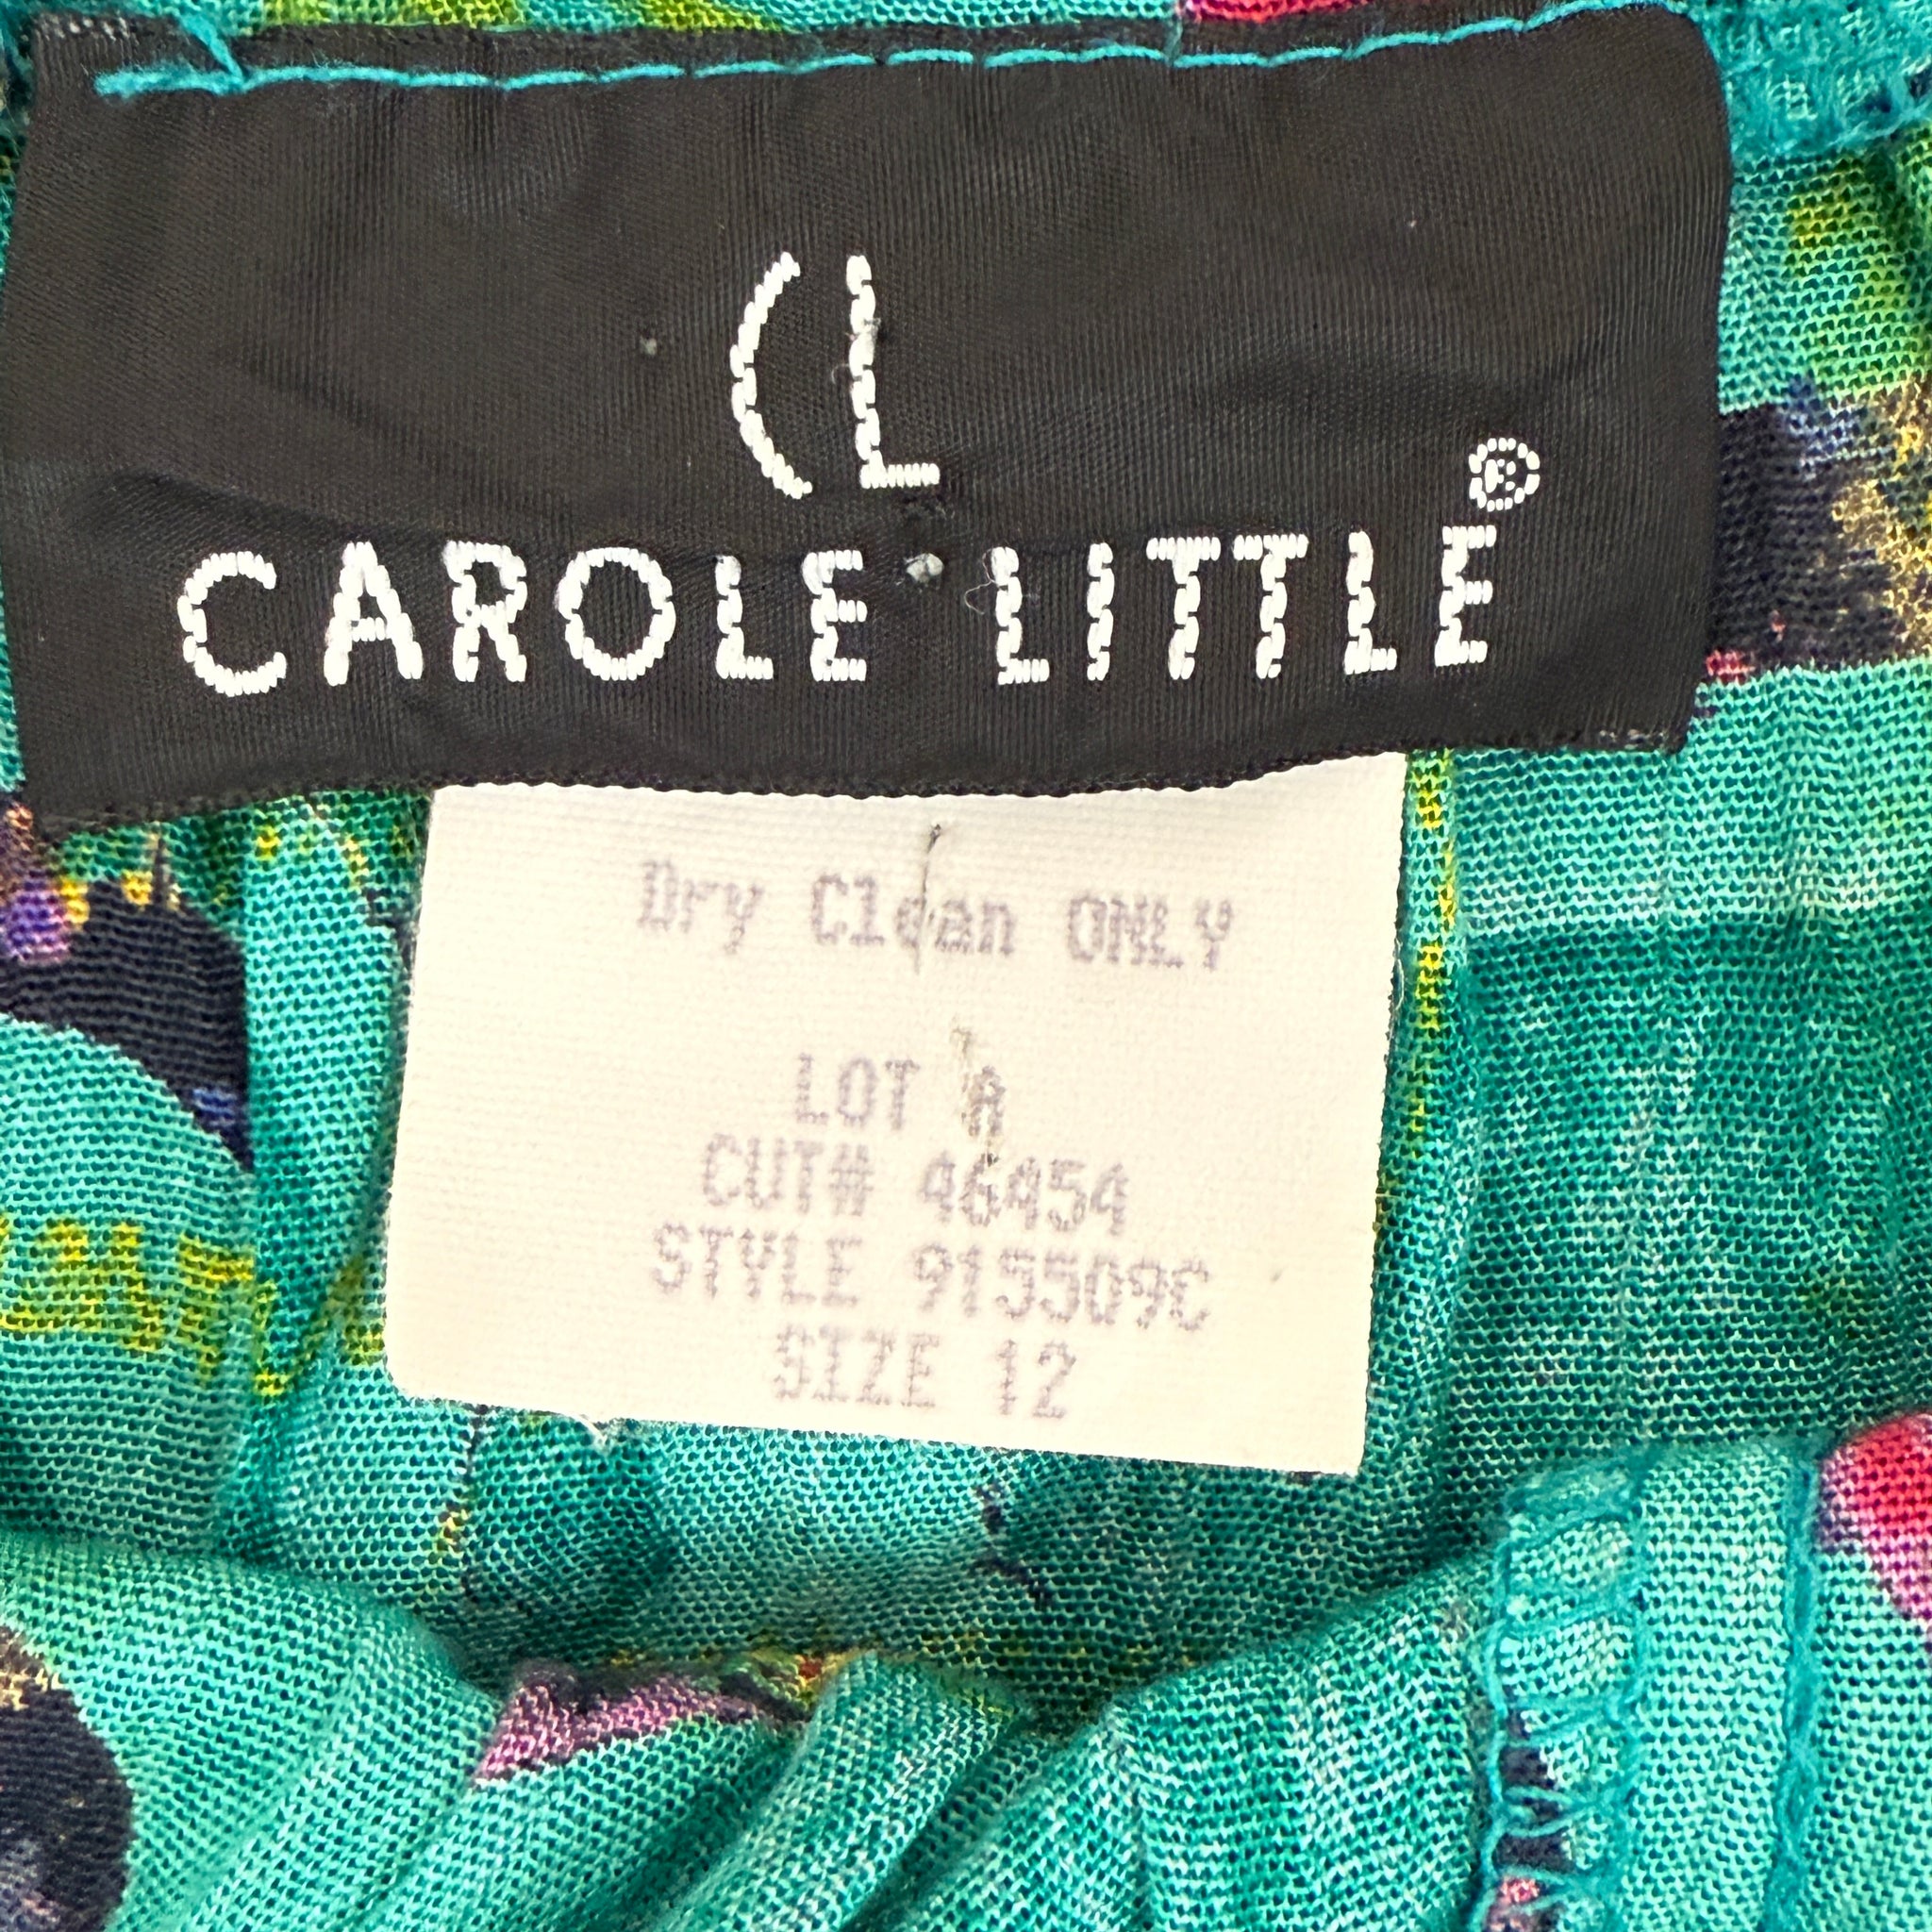 CL
CAROLE LITTLE®
Dry Clean ONLY
LOT A
CUT# 46454
STYLE 915509C
SIZE 12